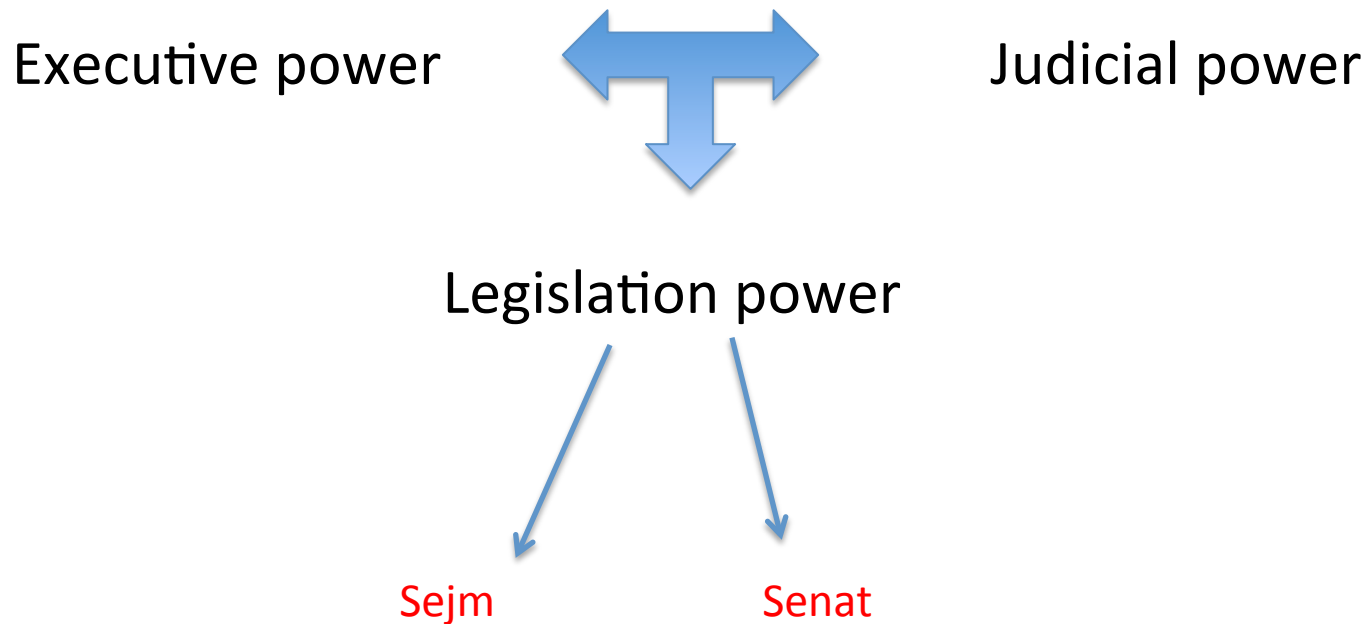 Executive power
Judicial power
Legislation power
Sejm
Senat